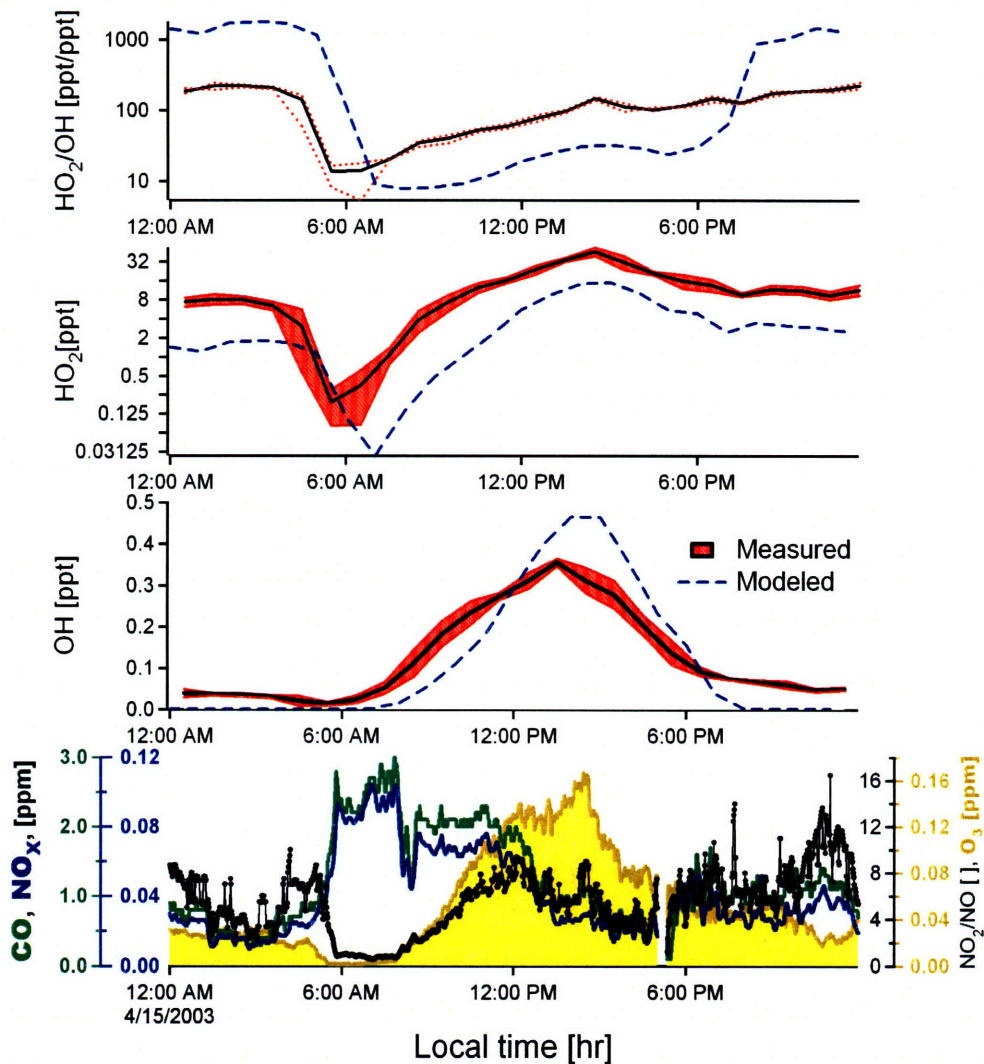 HO2/OH [ppt/ppt]
1000
100
10
12:00 AM 6:00 AM 12:00 PM 6:00 PM
HO2[ppt]
32
8
2
0.5
0.125
0.03125
12:00 AM 6:00 AM 12:00 PM 6:00 PM
OH [ppt]
0.5
0.4
0.3
0.2
0.1
0.0
Measured
Modeled
12:00 AM 6:00 AM 12:00 PM 6:00 PM
CO, NOX, [ppm]
3.0 0.12
2.0 0.08
1.0 0.04
0.0 0.00
16 0.16
12 0.12
8 0.08
4 0.04
0 0.00
NO2/NO [ ], O3 [ppm]
12:00 AM 6:00 AM 12:00 PM 6:00 PM
4/15/2003
Local time [hr]